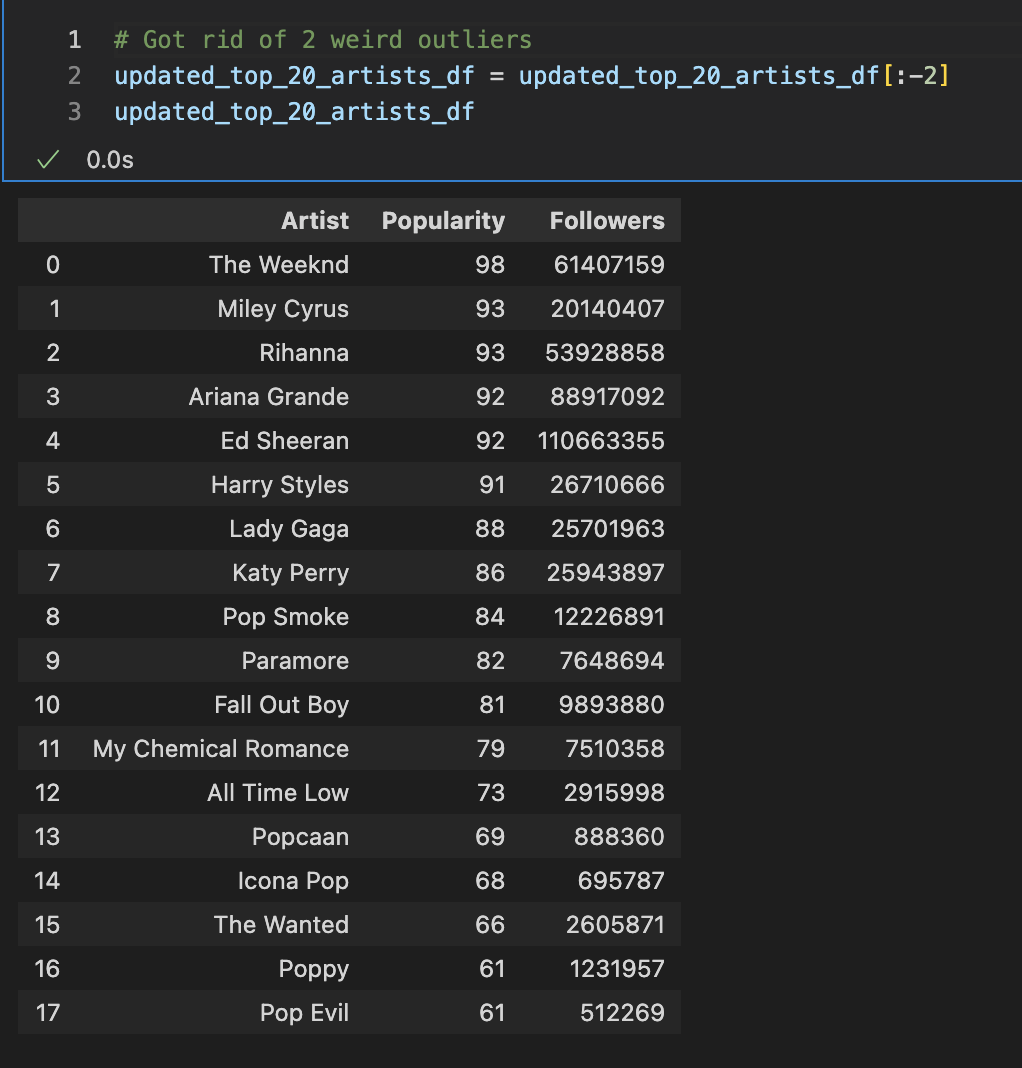 1 # Got rid of 2 weird outliers
2 updated_top_20_artists_df = updated_top_20_artists_df[:-2]
3 updated_top_20_artists_df
✓ 0.0s
Artist Popularity Followers
0 The Weeknd 98 61407159
1 Miley Cyrus 93 20140407
2 Rihanna 93 53928858
3 Ariana Grande 92 88917092
4 Ed Sheeran 92 110663355
5 Harry Styles 91 26710666
6 Lady Gaga 88 25701963
7 Katy Perry 86 25943897
8 Pop Smoke 84 12226891
9 Paramore 82 7648694
10 Fall Out Boy 81 9893880
11 My Chemical Romance 79 7510358
12 All Time Low 73 2915998
13 Popcaan 69 888360
14 Icona Pop 68 695787
15 The Wanted 66 2605871
16 Poppy 61 1231957
17 Pop Evil 61 512269